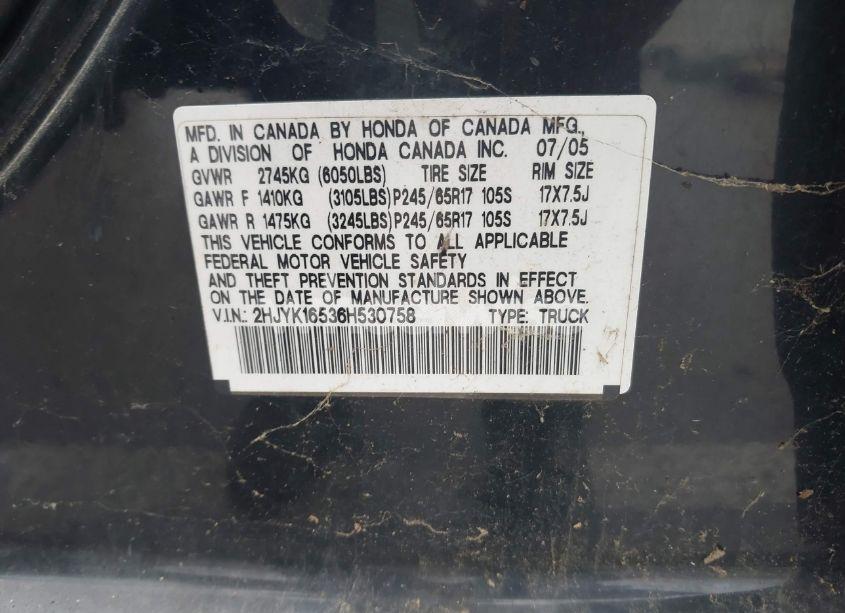 MFD. IN CANADA BY HONDA OF CANADA MFG.,
A DIVISION OF HONDA CANADA INC. 07/05
GVWR 2745KG (6050LBS) TIRE SIZE RIM SIZE
GAWR F 1410KG (3105LBS)P245/65R17 105S 17X7.5J
GAWR R 1475KG (3245LBS)P245/65R17 105S 17X7.5J
THIS VEHICLE CONFORMS TO ALL APPLICABLE
FEDERAL MOTOR VEHICLE SAFETY
AND THEFT PREVENTION STANDARDS IN EFFECT
ON THE DATE OF MANUFACTURE SHOWN ABOVE.
V.I.N.: 2HJYK16536H530758 TYPE: TRUCK